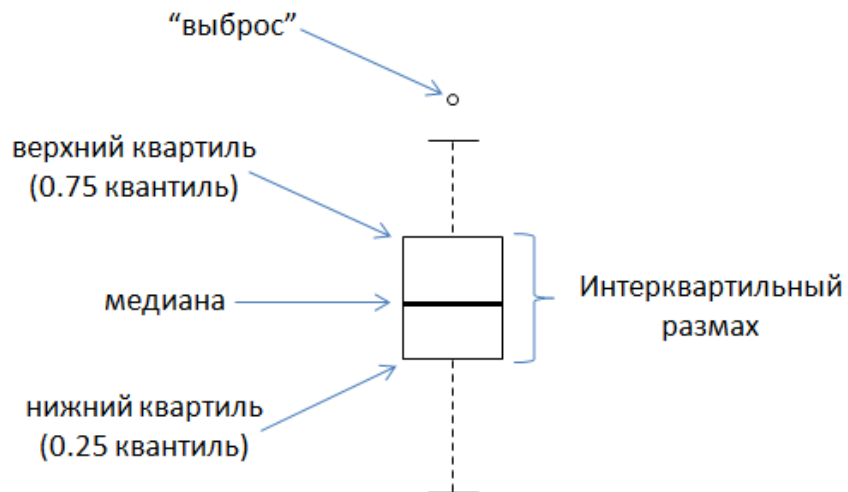 “выброс”
верхний квартиль
(0.75 квантиль)
медиана
Интерквартильный
размах
нижний квартиль
(0.25 квантиль)